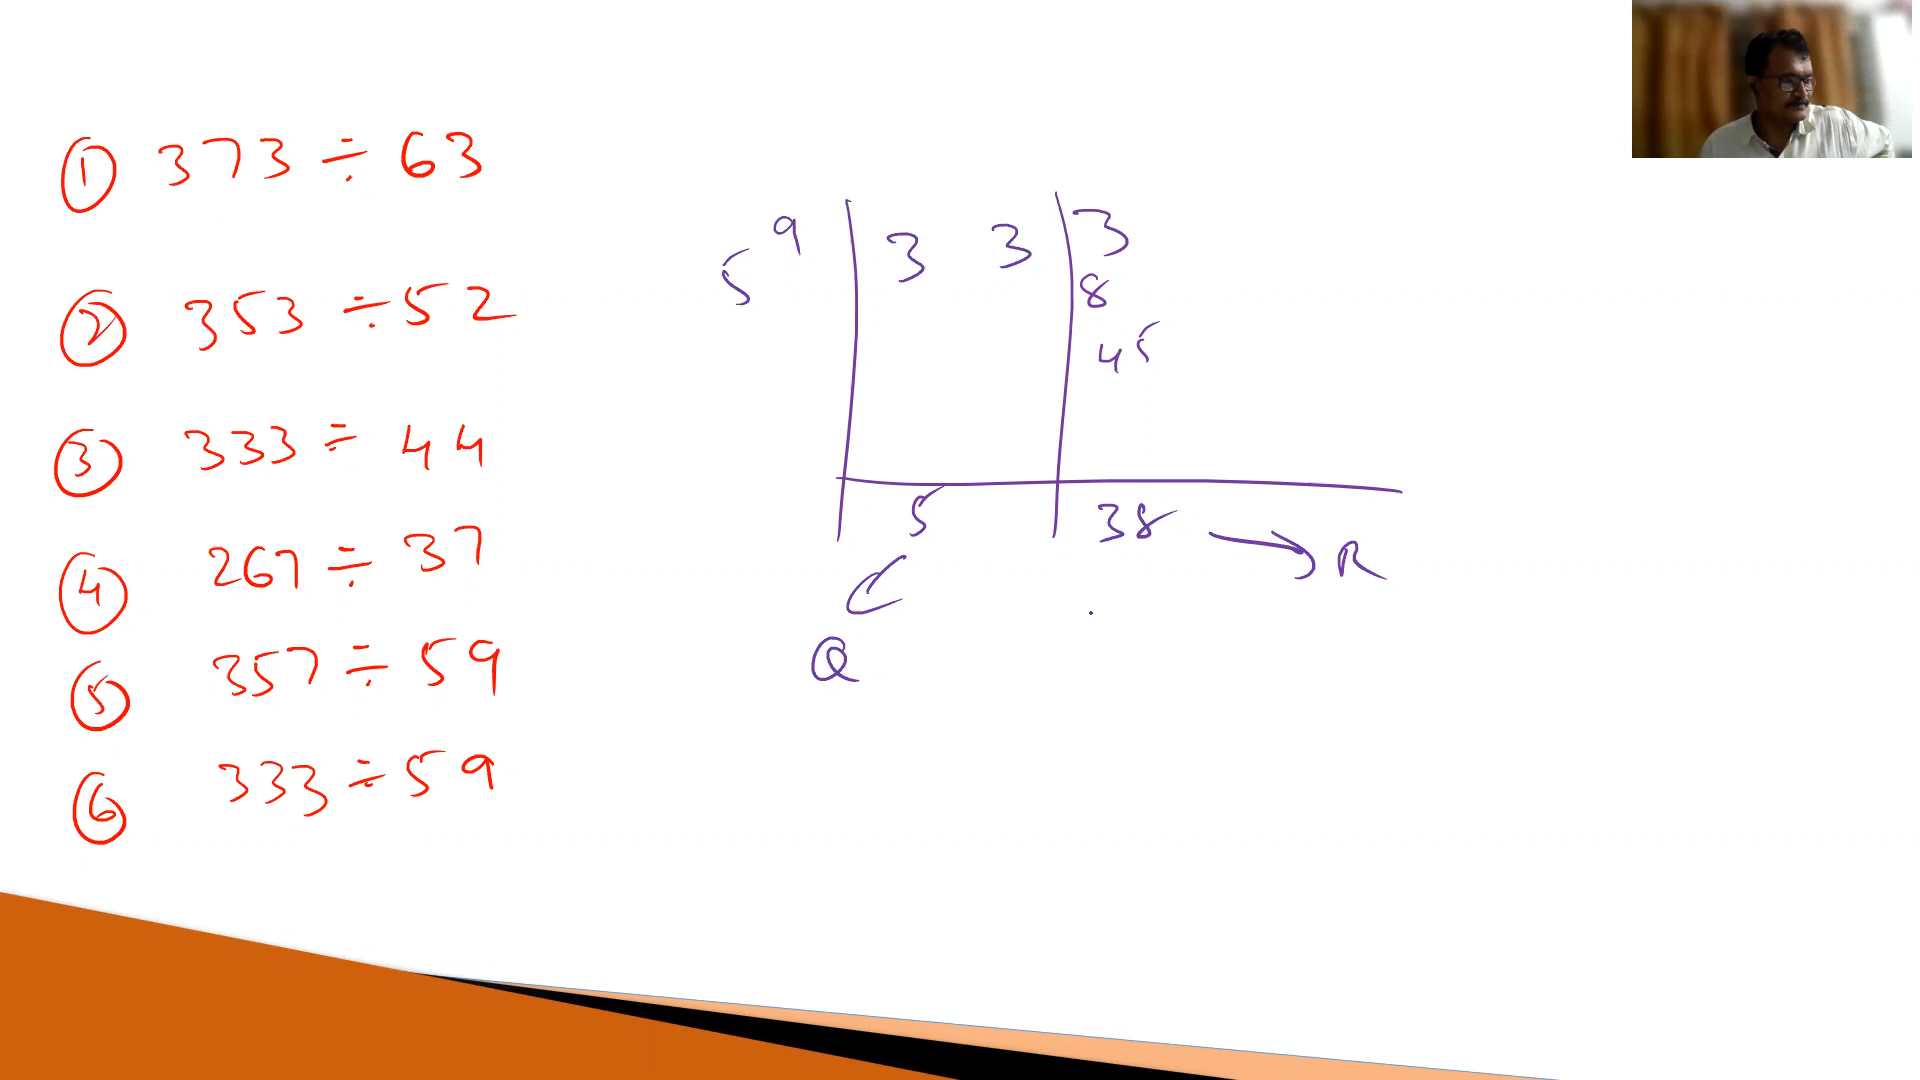 ① 373 ÷ 63
② 353 ÷ 52
③ 333 ÷ 44
④ 267 ÷ 37
⑤ 357 ÷ 59
⑥ 333 ÷ 59
5 9 3 3 3
8
45
5 38 → R
Q